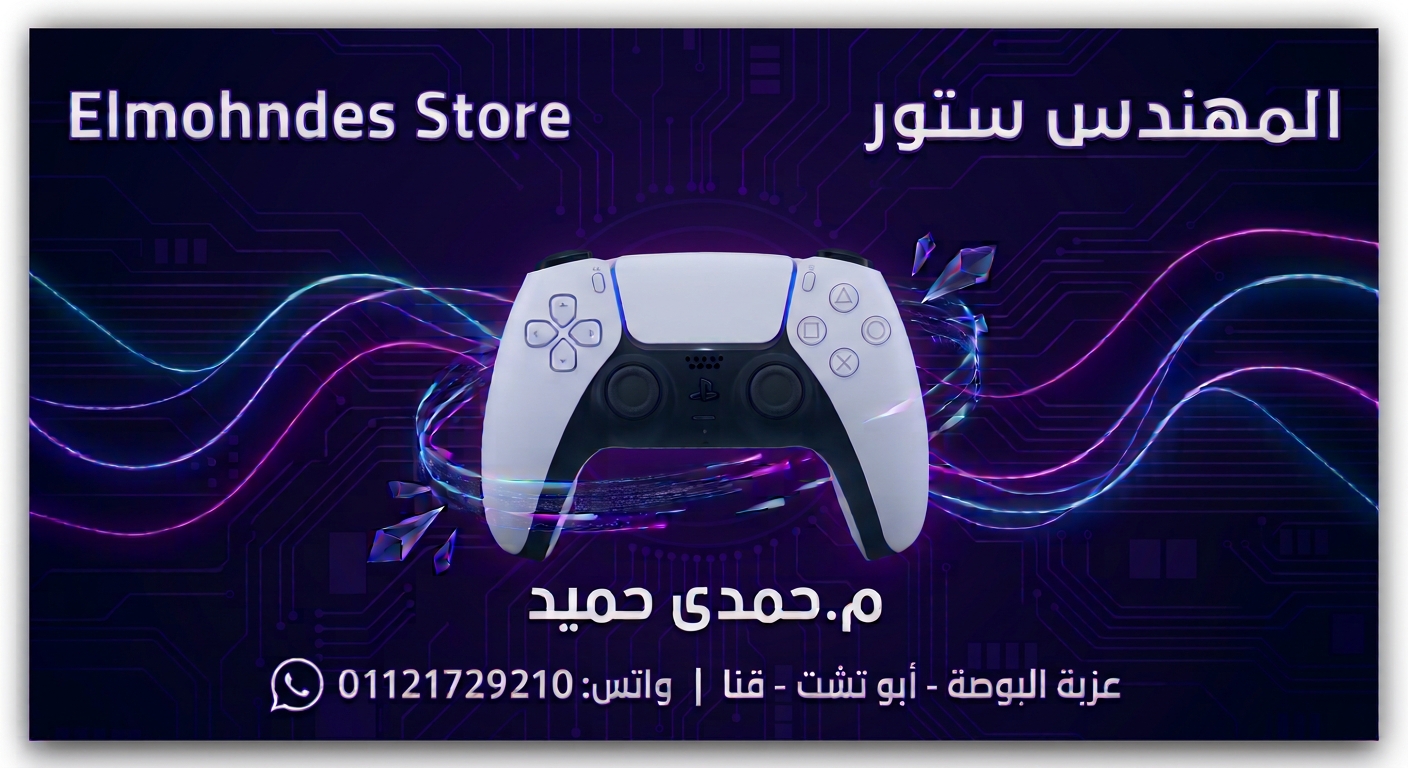 Elmohndes Store
المهندس ستور
م.حمدى حميد
عزبة البوصة - أبو تشت - قنا | واتس: 01121729210